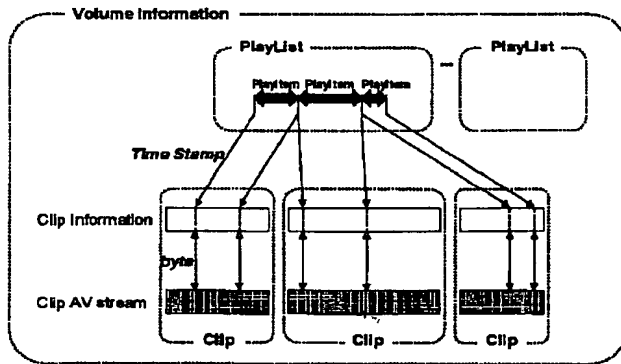 Volume Information
PlayList
PlayList
PlayItem PlayItem PlayItem
Time Stamp
Clip Information
byte
Clip AV stream
Clip
Clip
Clip